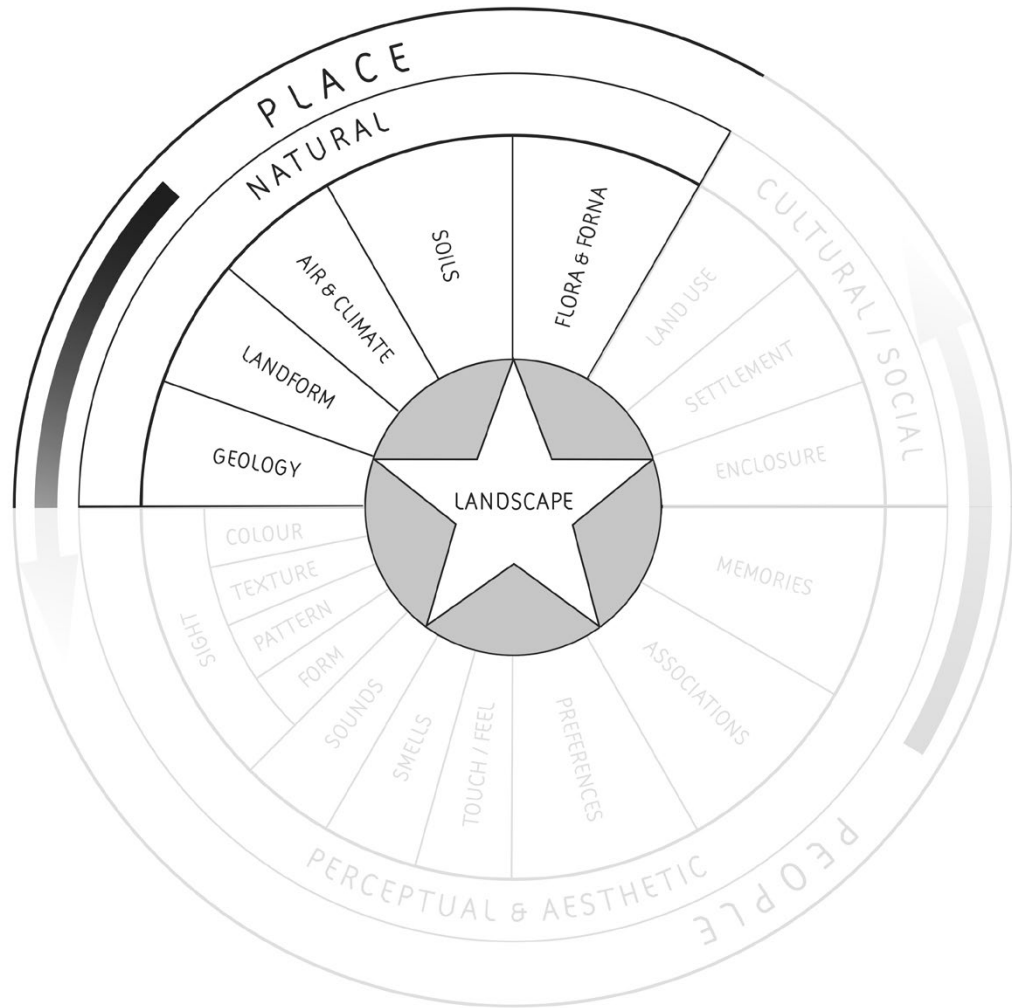 PLACE
NATURAL
GEOLOGY
LANDFORM
AIR & CLIMATE
SOILS
FLORA & FORNA
CULTURAL / SOCIAL
LAND USE
SETTLEMENT
ENCLOSURE
LANDSCAPE
PEOPLE
PERCEPTUAL & AESTHETIC
MEMORIES
ASSOCIATIONS
PREFERENCES
TOUCH / FEEL
SMELLS
SOUNDS
SIGHT
FORM
PATTERN
TEXTURE
COLOUR